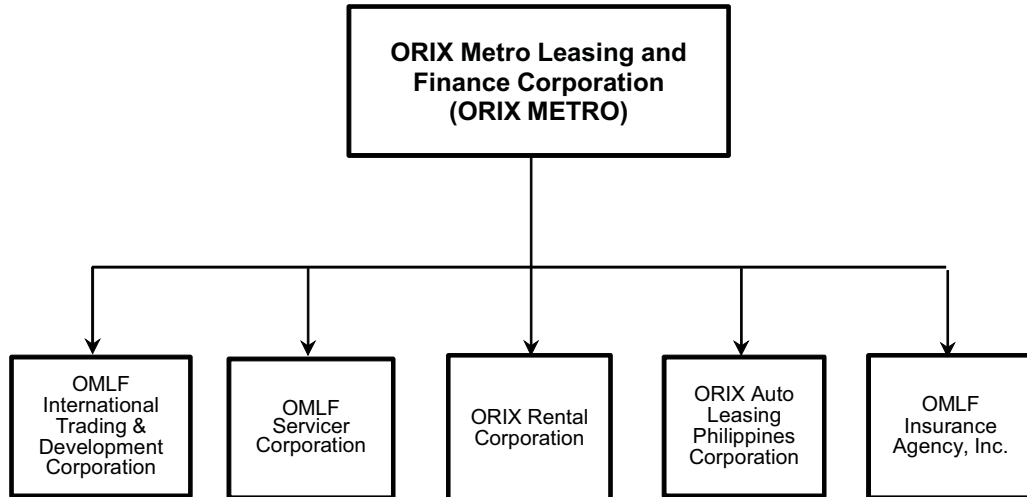 ORIX Metro Leasing and
Finance Corporation
(ORIX METRO)
OMLF
International
Trading &
Development
Corporation
OMLF
Servicer
Corporation
ORIX Rental
Corporation
ORIX Auto
Leasing
Philippines
Corporation
OMLF
Insurance
Agency, Inc.